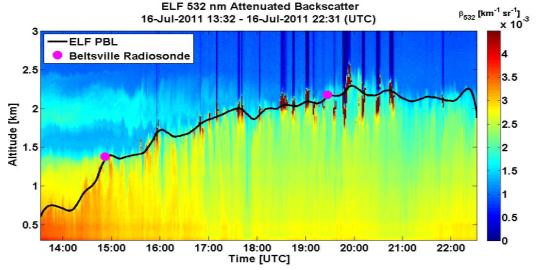 ELF 532 nm Attenuated Backscatter
16-Jul-2011 13:32 - 16-Jul-2011 22:31 (UTC)
β532 [km-1 sr-1]
x 10-3
ELF PBL
Beltsville Radiosonde
Altitude [km]
3
2.5
2
1.5
1
0.5
14:00 15:00 16:00 17:00 18:00 19:00 20:00 21:00 22:00
Time [UTC]
4.5
4
3.5
3
2.5
2
1.5
1
0.5
0